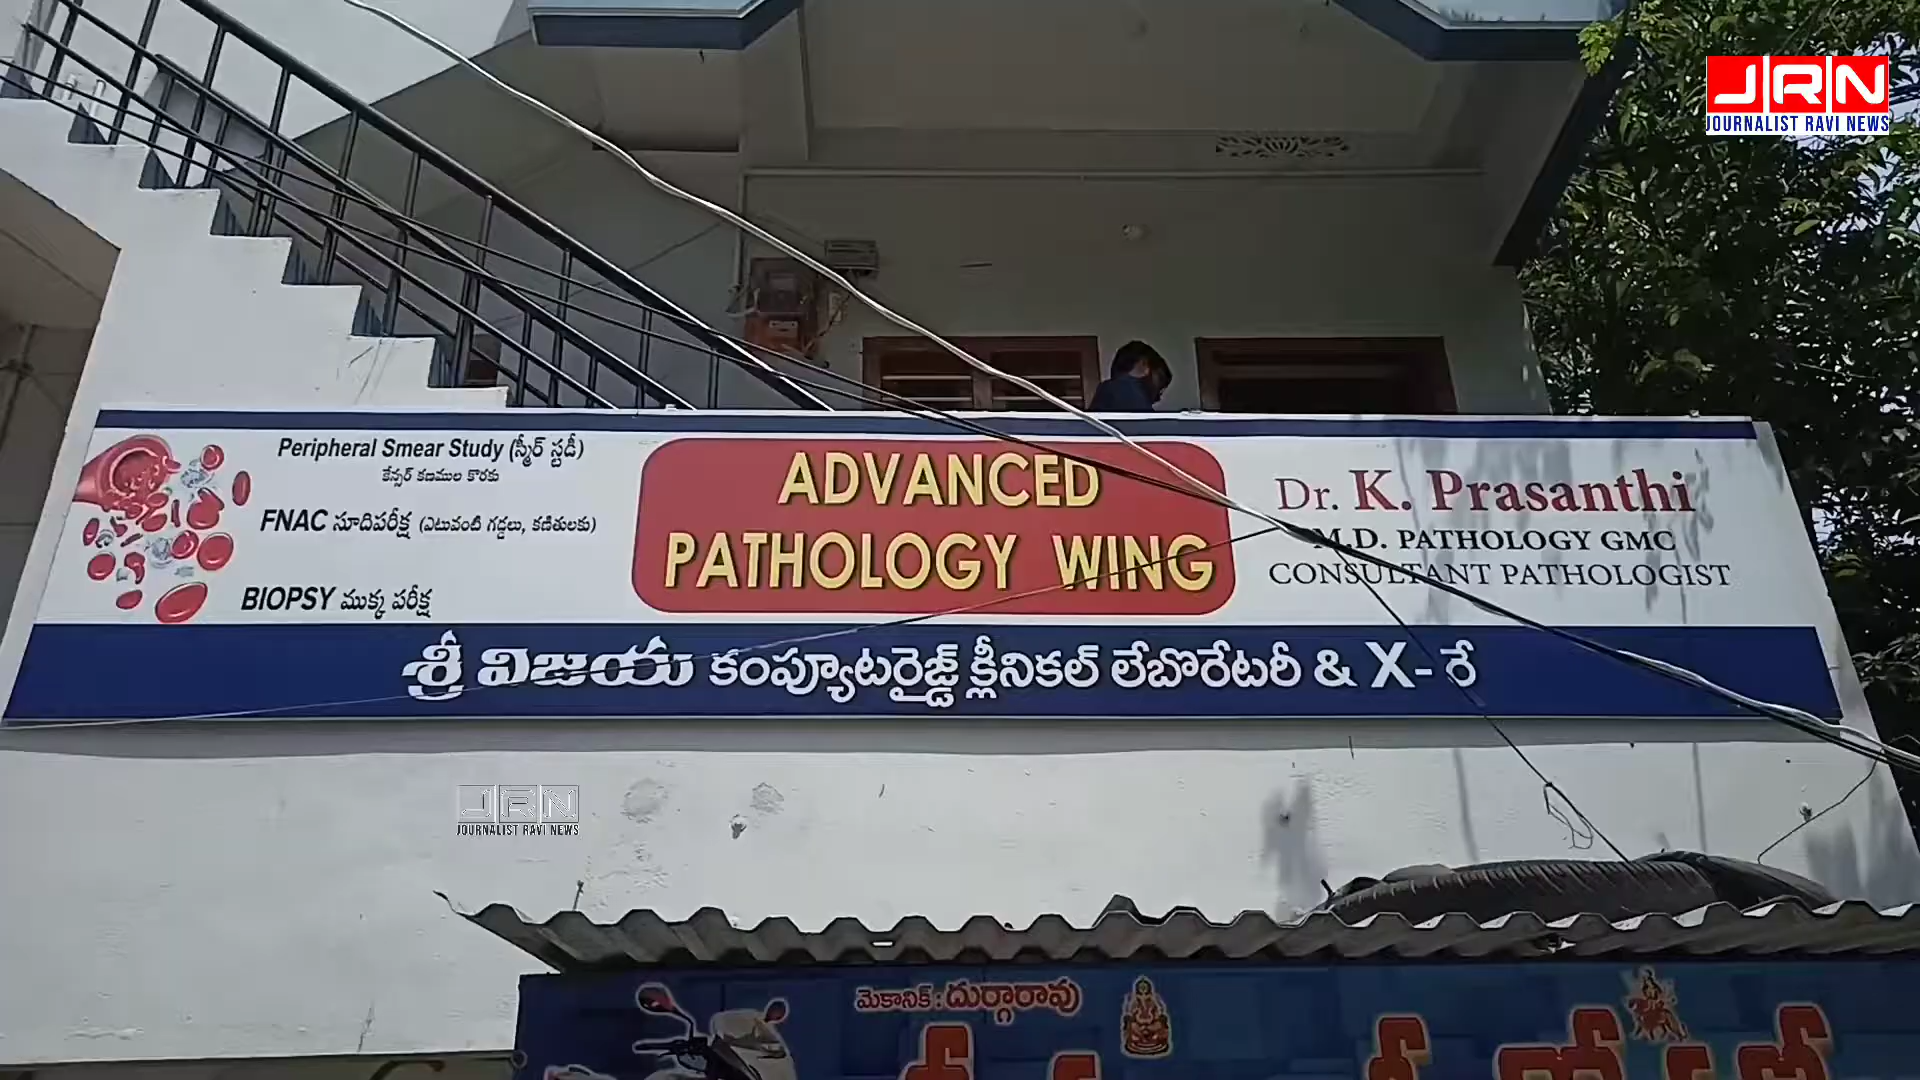 JRN
JOURNALIST RAVI NEWS
Peripheral Smear Study (స్మీర్ స్టడీ)
కేన్సర్ కణముల కొరకు
FNAC సూదిపరీక్ష (ఎటువంటి గడ్డలు, కణితులకు)
BIOPSY ముక్క పరీక్ష
ADVANCED
PATHOLOGY WING
Dr. K. Prasanthi
M.D. PATHOLOGY GMC
CONSULTANT PATHOLOGIST
శ్రీ విజయ కంప్యూటరైజ్డ్ క్లీనికల్ లేబొరేటరీ & X- రే
JRN
JOURNALIST RAVI NEWS
మెకానిక్ : దుర్గారావు